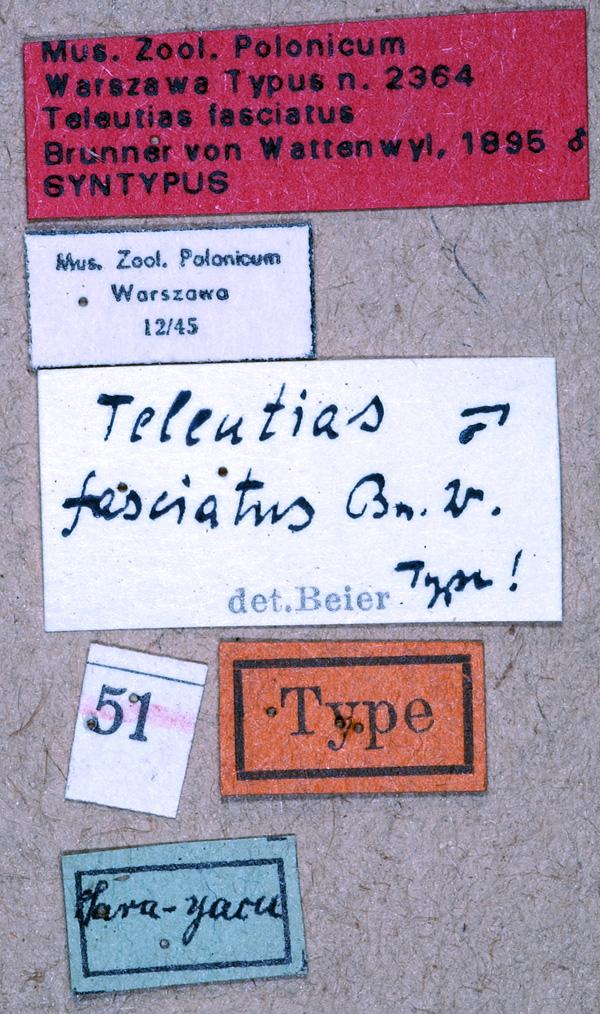 Mus. Zool. Polonicum
Warszawa Typus n. 2364
Teleutias fasciatus
Brunner von Wattenwyl, 1895 ♂
SYNTYPUS
Mus. Zool. Polonicum
Warszawa
12/45
Teleutias ♂
fasciatus Br. W.
Type!
det. Beier
51
Type